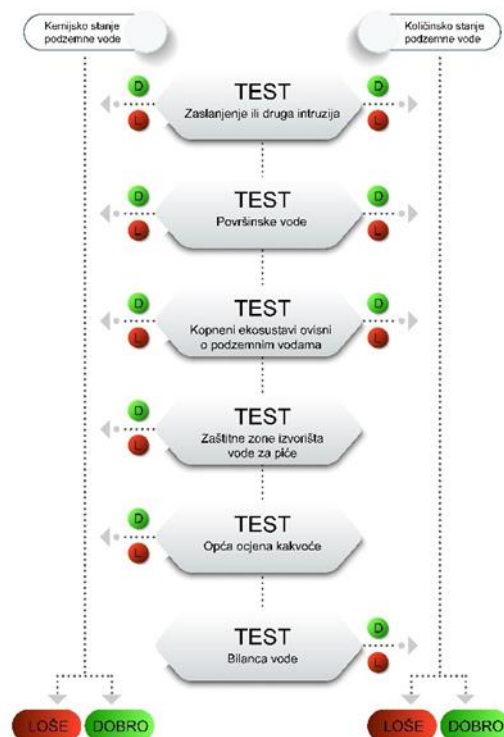 Kemijsko stanje
podzemne vode
Količinsko stanje
podzemne vode
TEST
Zaslanjenje ili druga intruzija
D
L
D
L
TEST
Površinske vode
D
L
D
L
TEST
Kopneni ekosustavi ovisni
o podzemnim vodama
D
L
D
L
TEST
Zaštitne zone izvorišta
vode za piće
D
L
TEST
Opća ocjena kakvoće
D
L
TEST
Bilanca vode
D
L
LOŠE DOBRO
LOŠE DOBRO